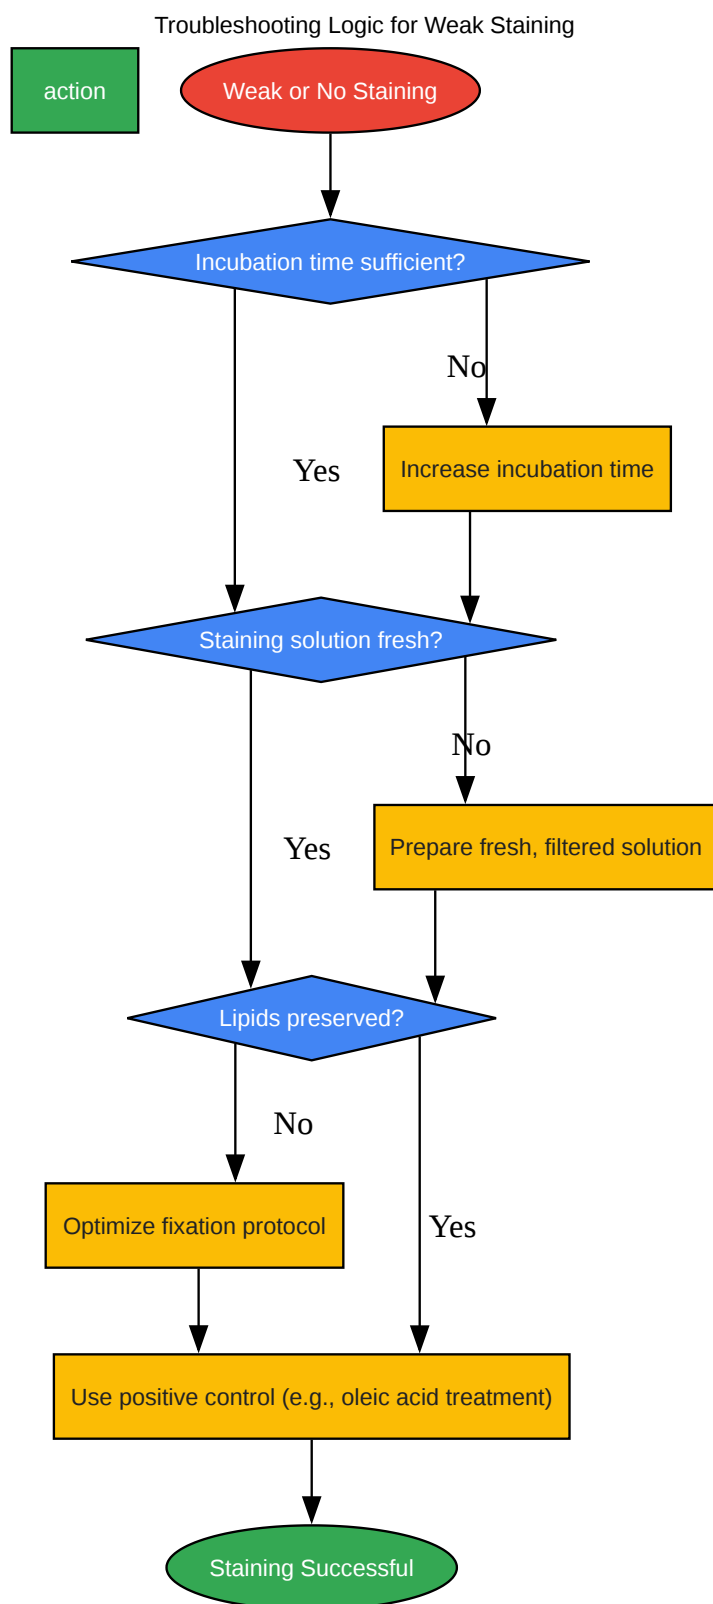 Troubleshooting Logic for Weak Staining
action
Weak or No Staining
Incubation time sufficient?
No
Yes
Increase incubation time
Staining solution fresh?
No
Yes
Prepare fresh, filtered solution
Lipids preserved?
No
Optimize fixation protocol
Yes
Use positive control (e.g., oleic acid treatment)
Staining Successful